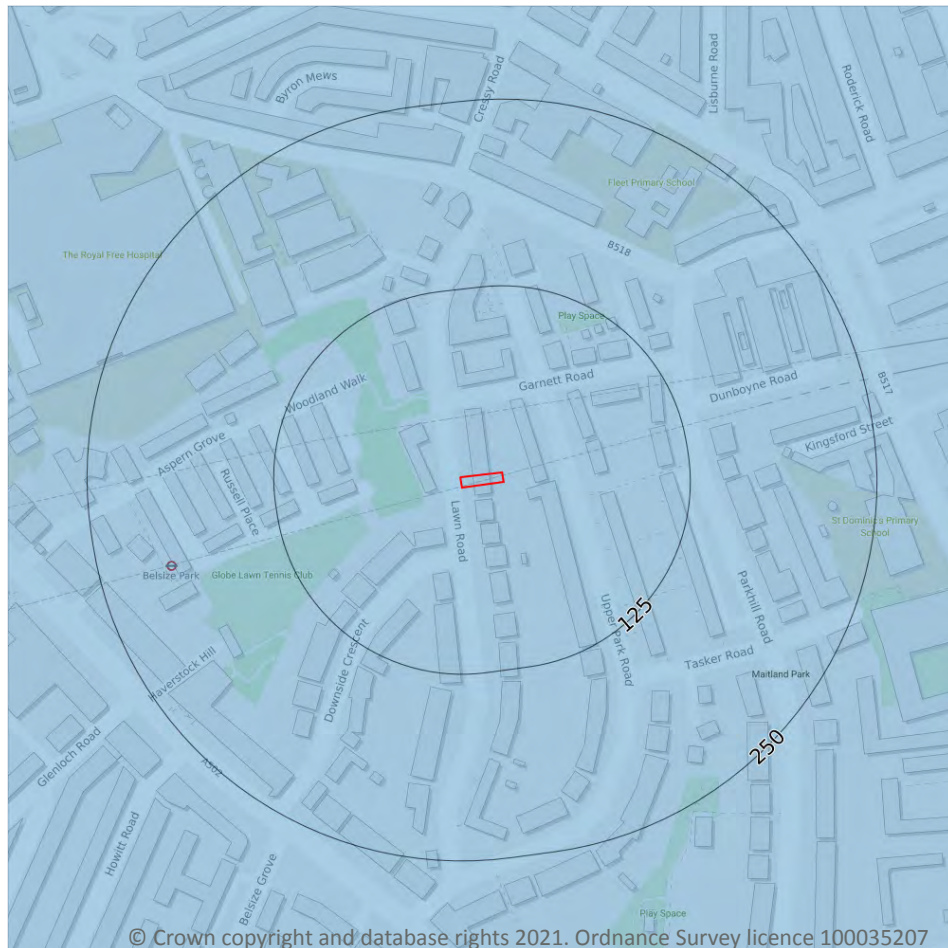 Byron Mews
Cressy Road
Lisburne Road
Roderick Road
Fleet Primary School
The Royal Free Hospital
B518
Play Space
Garnett Road
Woodland Walk
Dunboyne Road
B517
Kingsford Street
Aspern Grove
Russell Place
Lawn Road
St Dominics Primary
School
Belsize Park
Globe Lawn Tennis Club
125
Parkhill Road
Upper Park Road
Tasker Road
Haverstock Hill
Downside Crescent
Maitland Park
Glenloch Road
A502
250
Howitt Road
Belsize Grove
Play Space
© Crown copyright and database rights 2021. Ordnance Survey licence 100035207